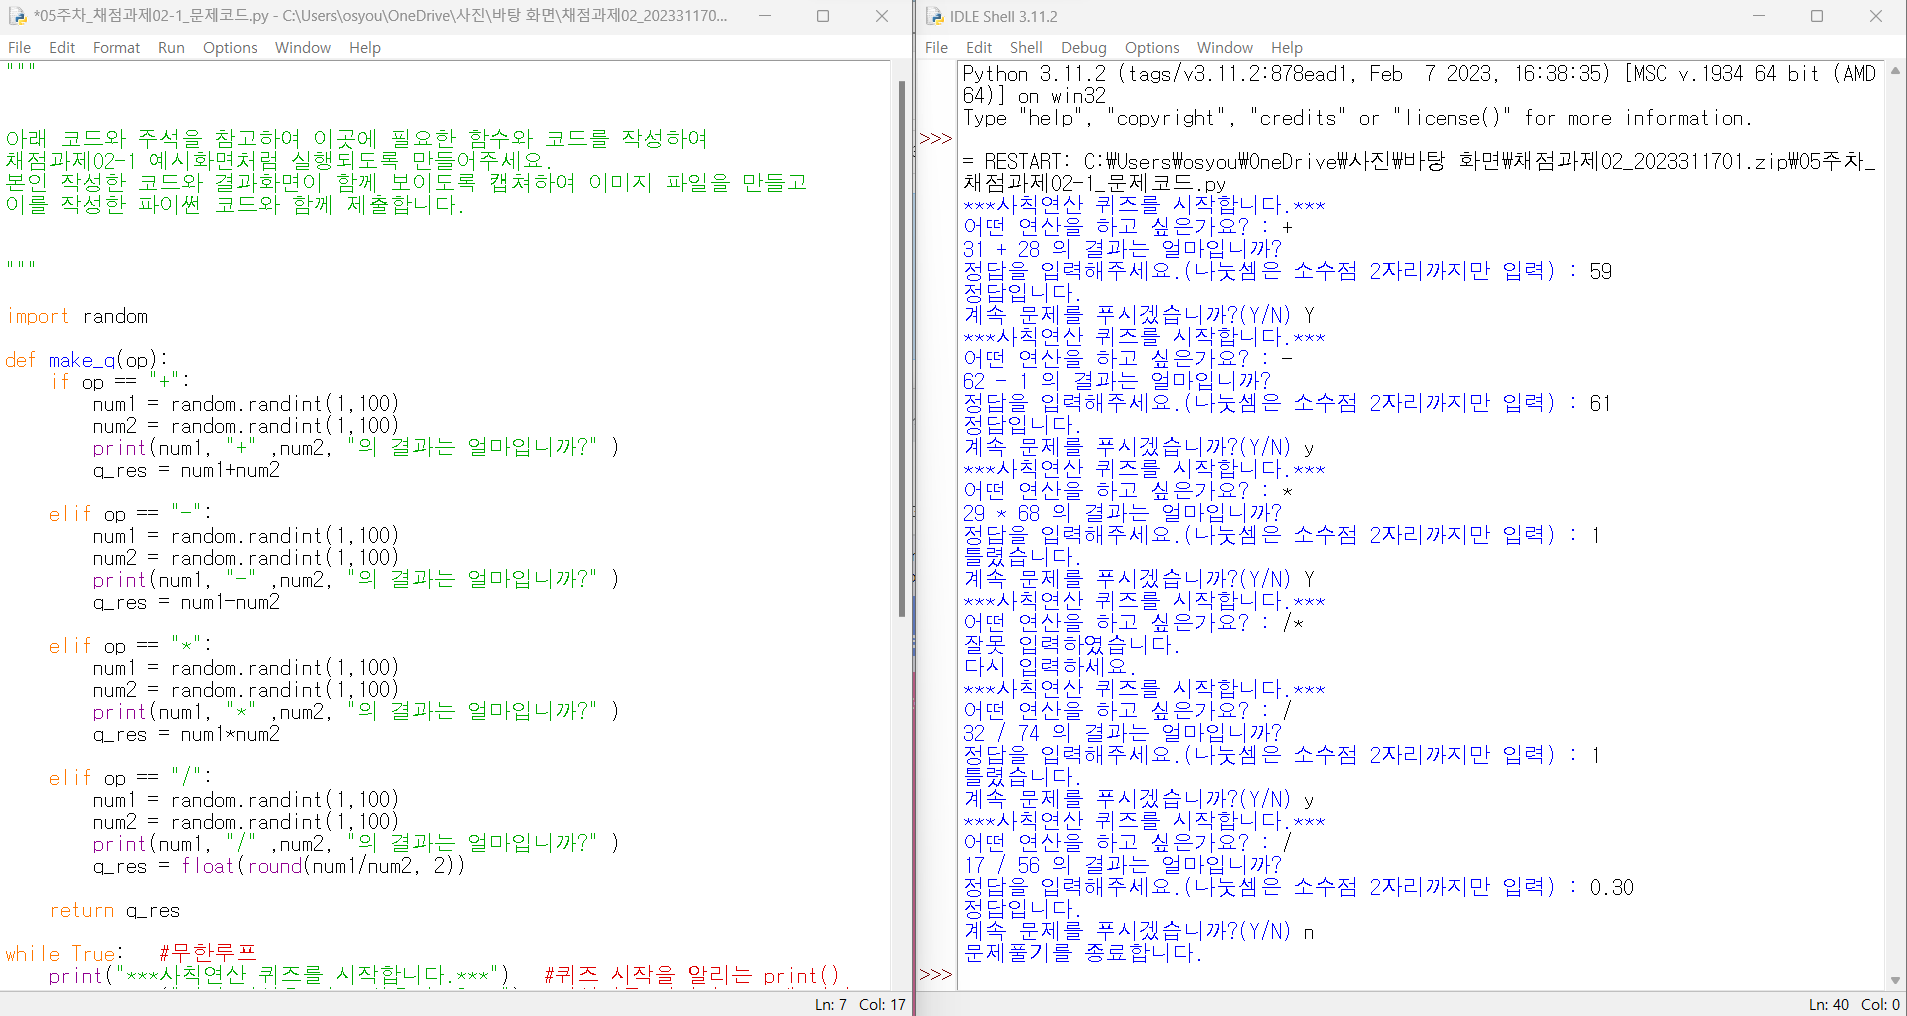 *05주차_채점과제02-1_문제코드.py - C:\Users\osyou\OneDrive\사진\바탕 화면\채점과제02_202331170...
File Edit Format Run Options Window Help
"""
아래 코드와 주석을 참고하여 이곳에 필요한 함수와 코드를 작성하여
채점과제02-1 예시화면처럼 실행되도록 만들어주세요.
본인 작성한 코드와 결과화면이 함께 보이도록 캡쳐하여 이미지 파일을 만들고
이를 작성한 파이썬 코드와 함께 제출합니다.
"""
import random
def make_q(op):
    if op == "+":
        num1 = random.randint(1,100)
        num2 = random.randint(1,100)
        print(num1, "+" ,num2, "의 결과는 얼마입니까?" )
        q_res = num1+num2
    elif op == "-":
        num1 = random.randint(1,100)
        num2 = random.randint(1,100)
        print(num1, "-" ,num2, "의 결과는 얼마입니까?" )
        q_res = num1-num2
    elif op == "*":
        num1 = random.randint(1,100)
        num2 = random.randint(1,100)
        print(num1, "*" ,num2, "의 결과는 얼마입니까?" )
        q_res = num1*num2
    elif op == "/":
        num1 = random.randint(1,100)
        num2 = random.randint(1,100)
        print(num1, "/" ,num2, "의 결과는 얼마입니까?" )
        q_res = float(round(num1/num2, 2))
    return q_res
while True:   #무한루프
    print("***사칙연산 퀴즈를 시작합니다.***")   #퀴즈 시작을 알리는 print()
Ln: 7 Col: 17
IDLE Shell 3.11.2
File Edit Shell Debug Options Window Help
Python 3.11.2 (tags/v3.11.2:878ead1, Feb  7 2023, 16:38:35) [MSC v.1934 64 bit (AMD
64)] on win32
Type "help", "copyright", "credits" or "license()" for more information.
>>>
= RESTART: C:₩Users₩osyou₩OneDrive₩사진₩바탕 화면₩채점과제02_2023311701.zip₩05주차_
채점과제02-1_문제코드.py
***사칙연산 퀴즈를 시작합니다.***
어떤 연산을 하고 싶은가요? : +
31 + 28 의 결과는 얼마입니까?
정답을 입력해주세요.(나눗셈은 소수점 2자리까지만 입력) : 59
정답입니다.
계속 문제를 푸시겠습니까?(Y/N) Y
***사칙연산 퀴즈를 시작합니다.***
어떤 연산을 하고 싶은가요? : -
62 - 1 의 결과는 얼마입니까?
정답을 입력해주세요.(나눗셈은 소수점 2자리까지만 입력) : 61
정답입니다.
계속 문제를 푸시겠습니까?(Y/N) y
***사칙연산 퀴즈를 시작합니다.***
어떤 연산을 하고 싶은가요? : *
29 * 68 의 결과는 얼마입니까?
정답을 입력해주세요.(나눗셈은 소수점 2자리까지만 입력) : 1
틀렸습니다.
계속 문제를 푸시겠습니까?(Y/N) Y
***사칙연산 퀴즈를 시작합니다.***
어떤 연산을 하고 싶은가요? : /*
잘못 입력하였습니다.
다시 입력하세요.
***사칙연산 퀴즈를 시작합니다.***
어떤 연산을 하고 싶은가요? : /
32 / 74 의 결과는 얼마입니까?
정답을 입력해주세요.(나눗셈은 소수점 2자리까지만 입력) : 1
틀렸습니다.
계속 문제를 푸시겠습니까?(Y/N) y
***사칙연산 퀴즈를 시작합니다.***
어떤 연산을 하고 싶은가요? : /
17 / 56 의 결과는 얼마입니까?
정답을 입력해주세요.(나눗셈은 소수점 2자리까지만 입력) : 0.30
정답입니다.
계속 문제를 푸시겠습니까?(Y/N) n
문제풀기를 종료합니다.
>>>
Ln: 40 Col: 0